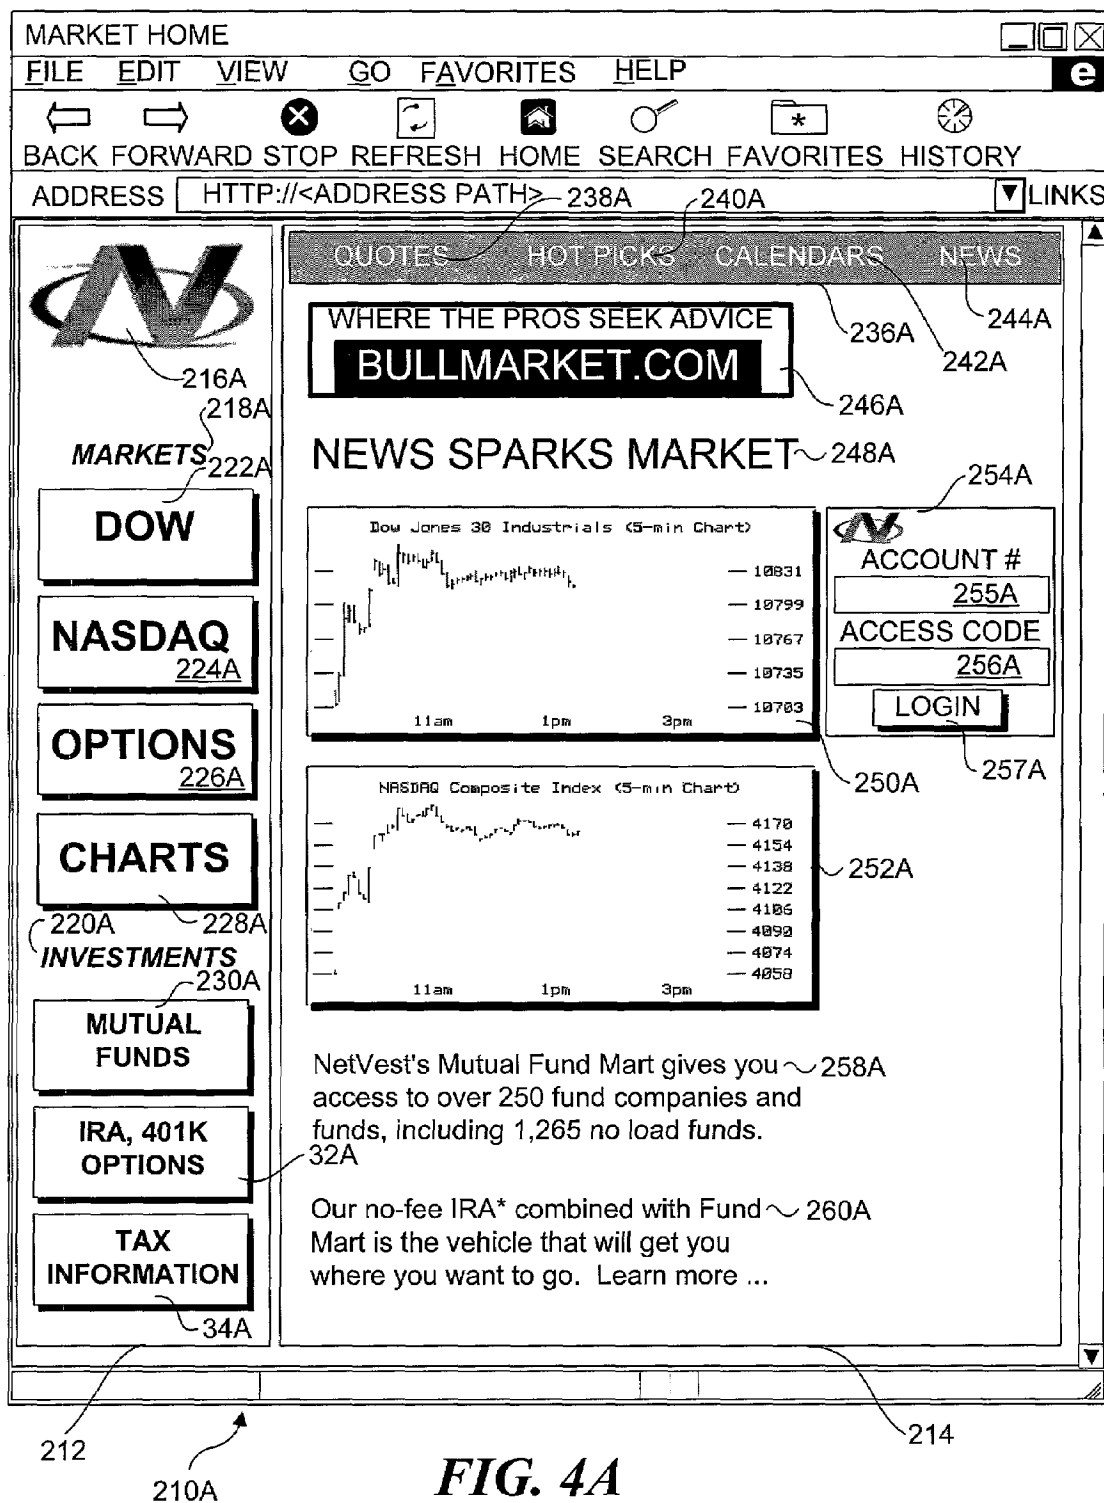 MARKET HOME
FILE EDIT VIEW GO FAVORITES HELP
e
BACK FORWARD STOP REFRESH HOME SEARCH FAVORITES HISTORY
ADDRESS HTTP://<ADDRESS PATH> 238A 240A LINKS
QUOTES HOT PICKS CALENDARS NEWS
236A 242A 244A
216A
218A
MARKETS
222A
DOW
NASDAQ
224A
OPTIONS
226A
CHARTS
220A 228A
INVESTMENTS
230A
MUTUAL
FUNDS
IRA, 401K
OPTIONS
32A
TAX
INFORMATION
34A
WHERE THE PROS SEEK ADVICE
BULLMARKET.COM
246A
NEWS SPARKS MARKET 248A
Dow Jones 30 Industrials (5-min Chart)
10831
10799
10767
10735
10703
11am 1pm 3pm
250A
254A
ACCOUNT #
255A
ACCESS CODE
256A
LOGIN
257A
NASDAQ Composite Index (5-min Chart)
4170
4154
4138
4122
4106
4090
4074
4058
11am 1pm 3pm
252A
NetVest's Mutual Fund Mart gives you 258A
access to over 250 fund companies and
funds, including 1,265 no load funds.
Our no-fee IRA* combined with Fund 260A
Mart is the vehicle that will get you
where you want to go. Learn more ...
212
210A
214
FIG. 4A